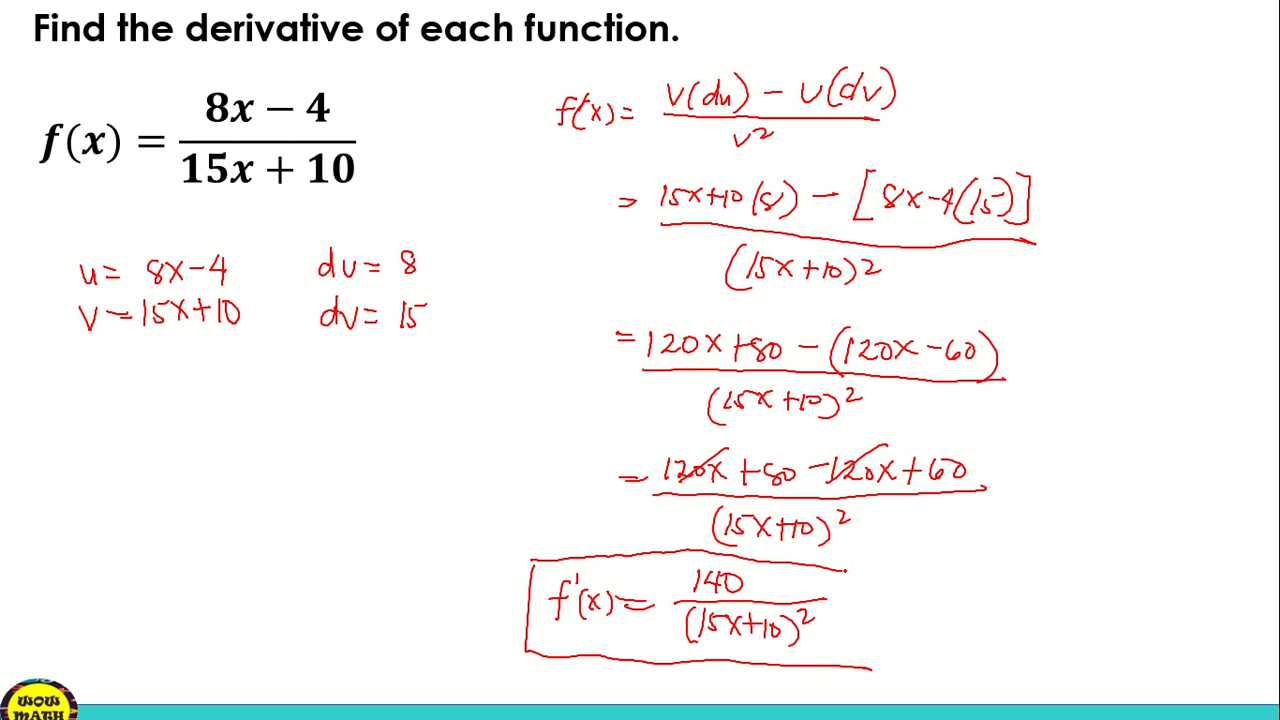 Find the derivative of each function.
f(x) = (8x − 4)/(15x + 10)
u = 8x − 4    du = 8
v = 15x + 10    dv = 15
f'(x) = (v(du) − u(dv))/v²
= (15x+10(8) − [8x−4(15)])/(15x+10)²
= (120x+80 − (120x−60))/(15x+10)²
= (120x+80−120x+60)/(15x+10)²
f'(x) = 140/(15x+10)²
WOW
MATH